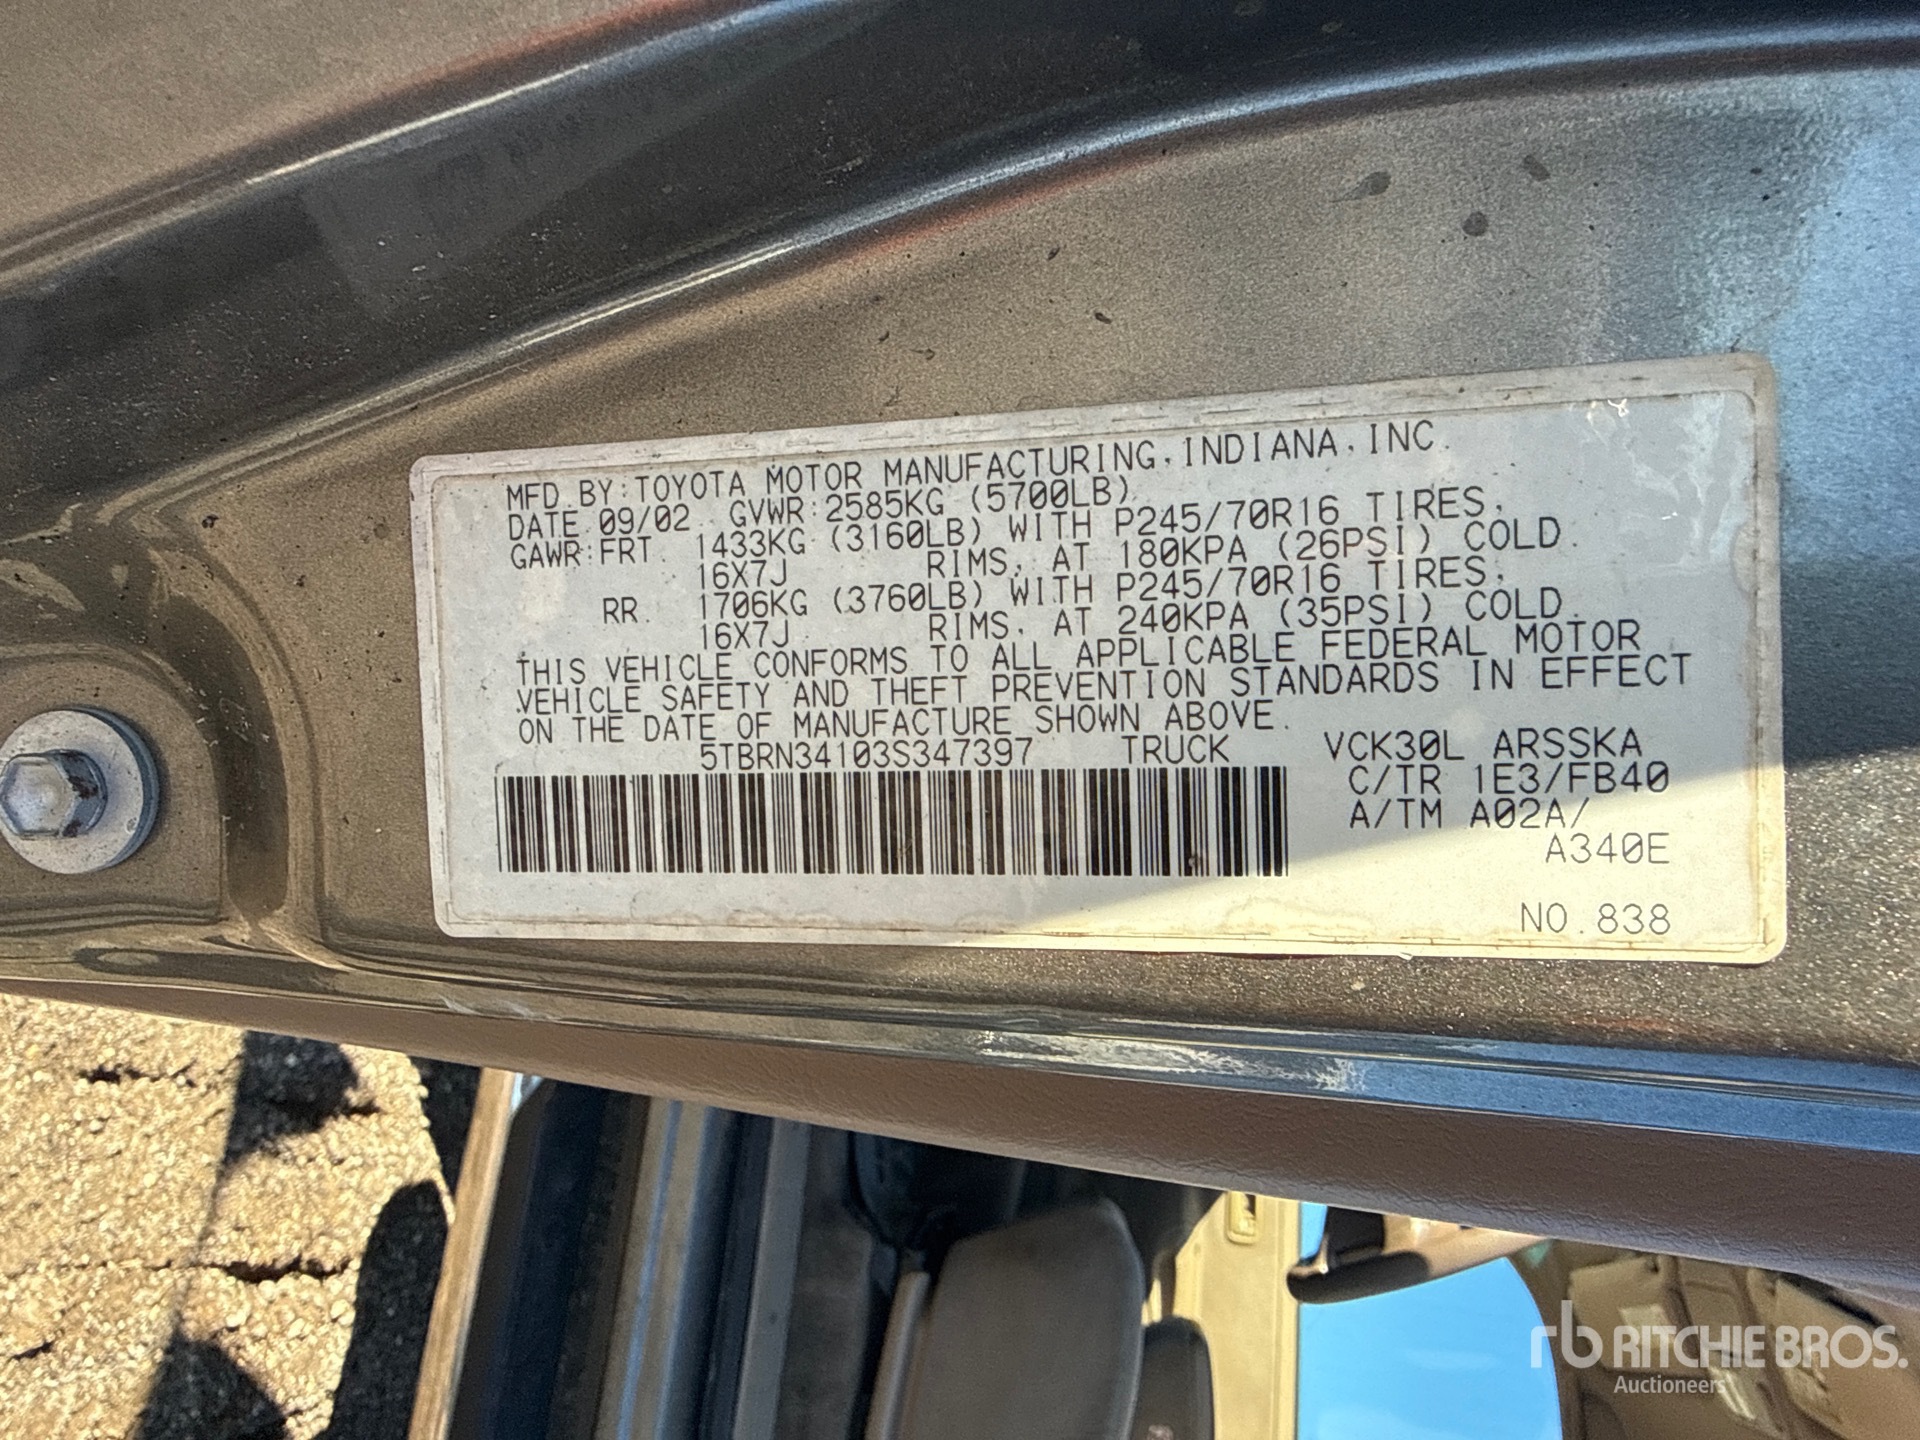 MFD. BY: TOYOTA MOTOR MANUFACTURING, INDIANA, INC.
DATE 09/02 GVWR: 2585KG (5700LB)
GAWR: FRT. 1433KG (3160LB) WITH P245/70R16 TIRES,
16X7J RIMS, AT 180KPA (26PSI) COLD.
RR. 1706KG (3760LB) WITH P245/70R16 TIRES,
16X7J RIMS, AT 240KPA (35PSI) COLD.
THIS VEHICLE CONFORMS TO ALL APPLICABLE FEDERAL MOTOR
VEHICLE SAFETY AND THEFT PREVENTION STANDARDS IN EFFECT
ON THE DATE OF MANUFACTURE SHOWN ABOVE.
5TBRN34103S347397 TRUCK VCK30L ARSSKA
C/TR 1E3/FB40
A/TM A02A/
A340E
NO. 838
rb RITCHIE BROS.
Auctioneers